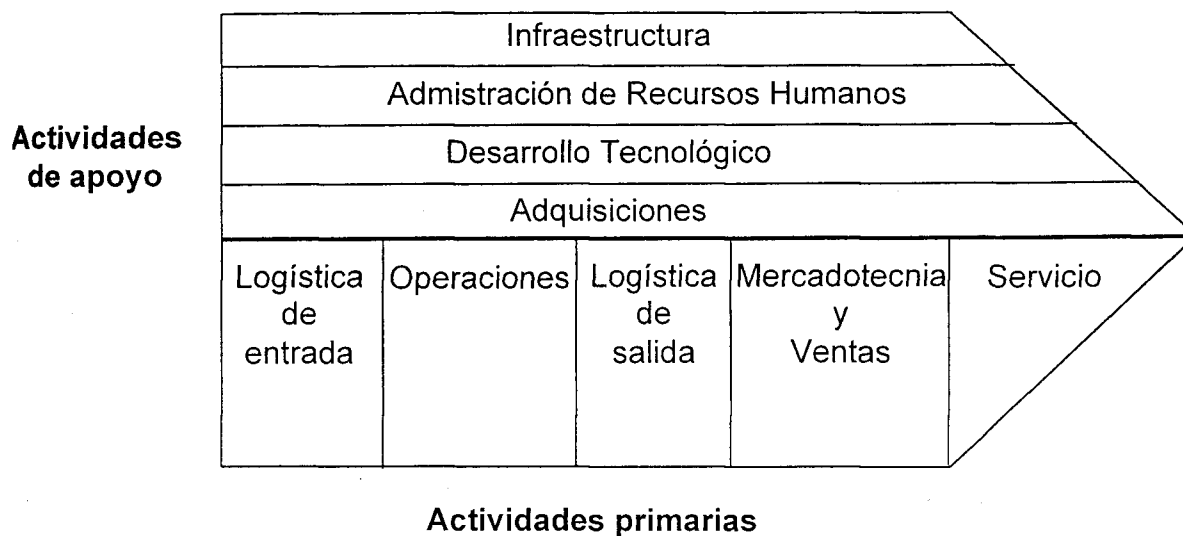 Infraestructura
Admistración de Recursos Humanos
Desarrollo Tecnológico
Adquisiciones
Actividades
de apoyo
Logística
de
entrada
Operaciones
Logística
de
salida
Mercadotecnia
y
Ventas
Servicio
Actividades primarias